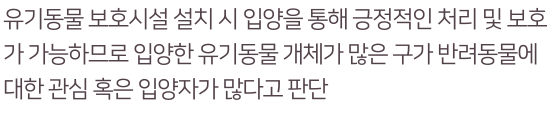 유기동물 보호시설 설치 시 입양을 통해 긍정적인 처리 및 보호
가 가능하므로 입양한 유기동물 개체가 많은 구가 반려동물에
대한 관심 혹은 입양자가 많다고 판단